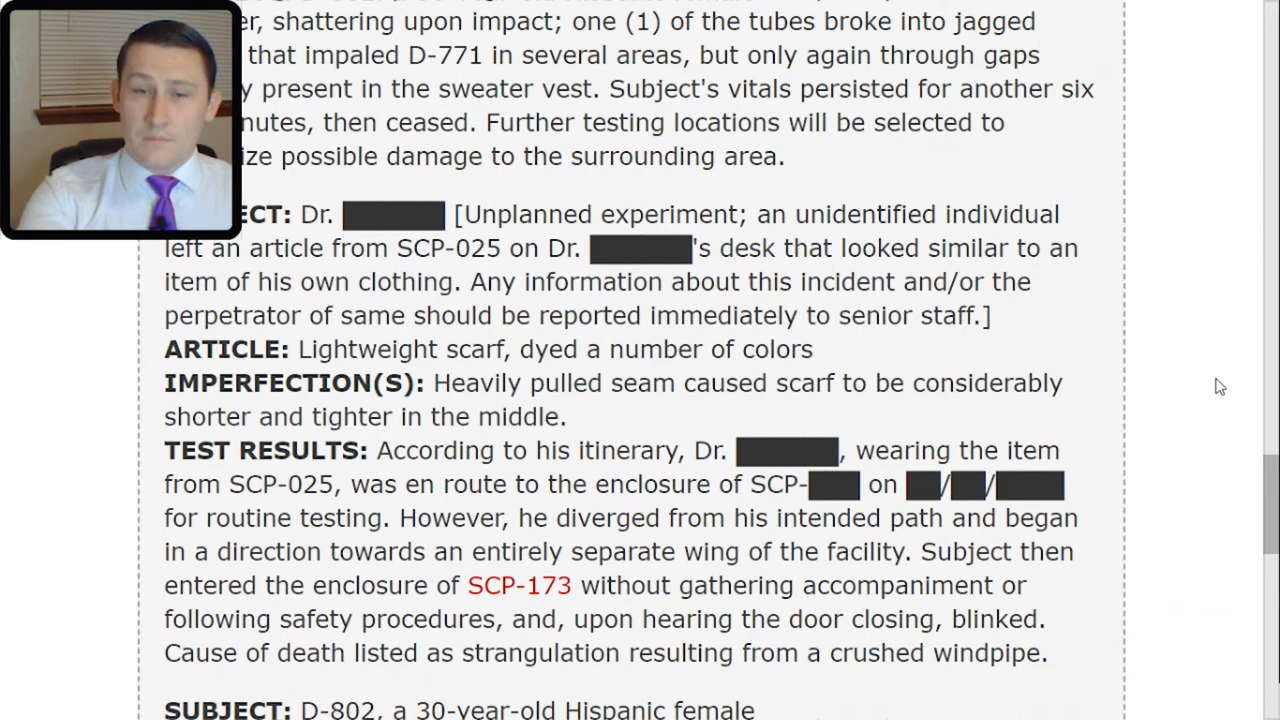 er, shattering upon impact; one (1) of the tubes broke into jagged
that impaled D-771 in several areas, but only again through gaps
y present in the sweater vest. Subject's vitals persisted for another six
nutes, then ceased. Further testing locations will be selected to
ize possible damage to the surrounding area.
ECT: Dr. [Unplanned experiment; an unidentified individual
left an article from SCP-025 on Dr. 's desk that looked similar to an
item of his own clothing. Any information about this incident and/or the
perpetrator of same should be reported immediately to senior staff.]
ARTICLE: Lightweight scarf, dyed a number of colors
IMPERFECTION(S): Heavily pulled seam caused scarf to be considerably
shorter and tighter in the middle.
TEST RESULTS: According to his itinerary, Dr. ██████, wearing the item
from SCP-025, was en route to the enclosure of SCP-███ on ██/██/████
for routine testing. However, he diverged from his intended path and began
in a direction towards an entirely separate wing of the facility. Subject then
entered the enclosure of SCP-173 without gathering accompaniment or
following safety procedures, and, upon hearing the door closing, blinked.
Cause of death listed as strangulation resulting from a crushed windpipe.
SUBJECT: D-802, a 30-year-old Hispanic female